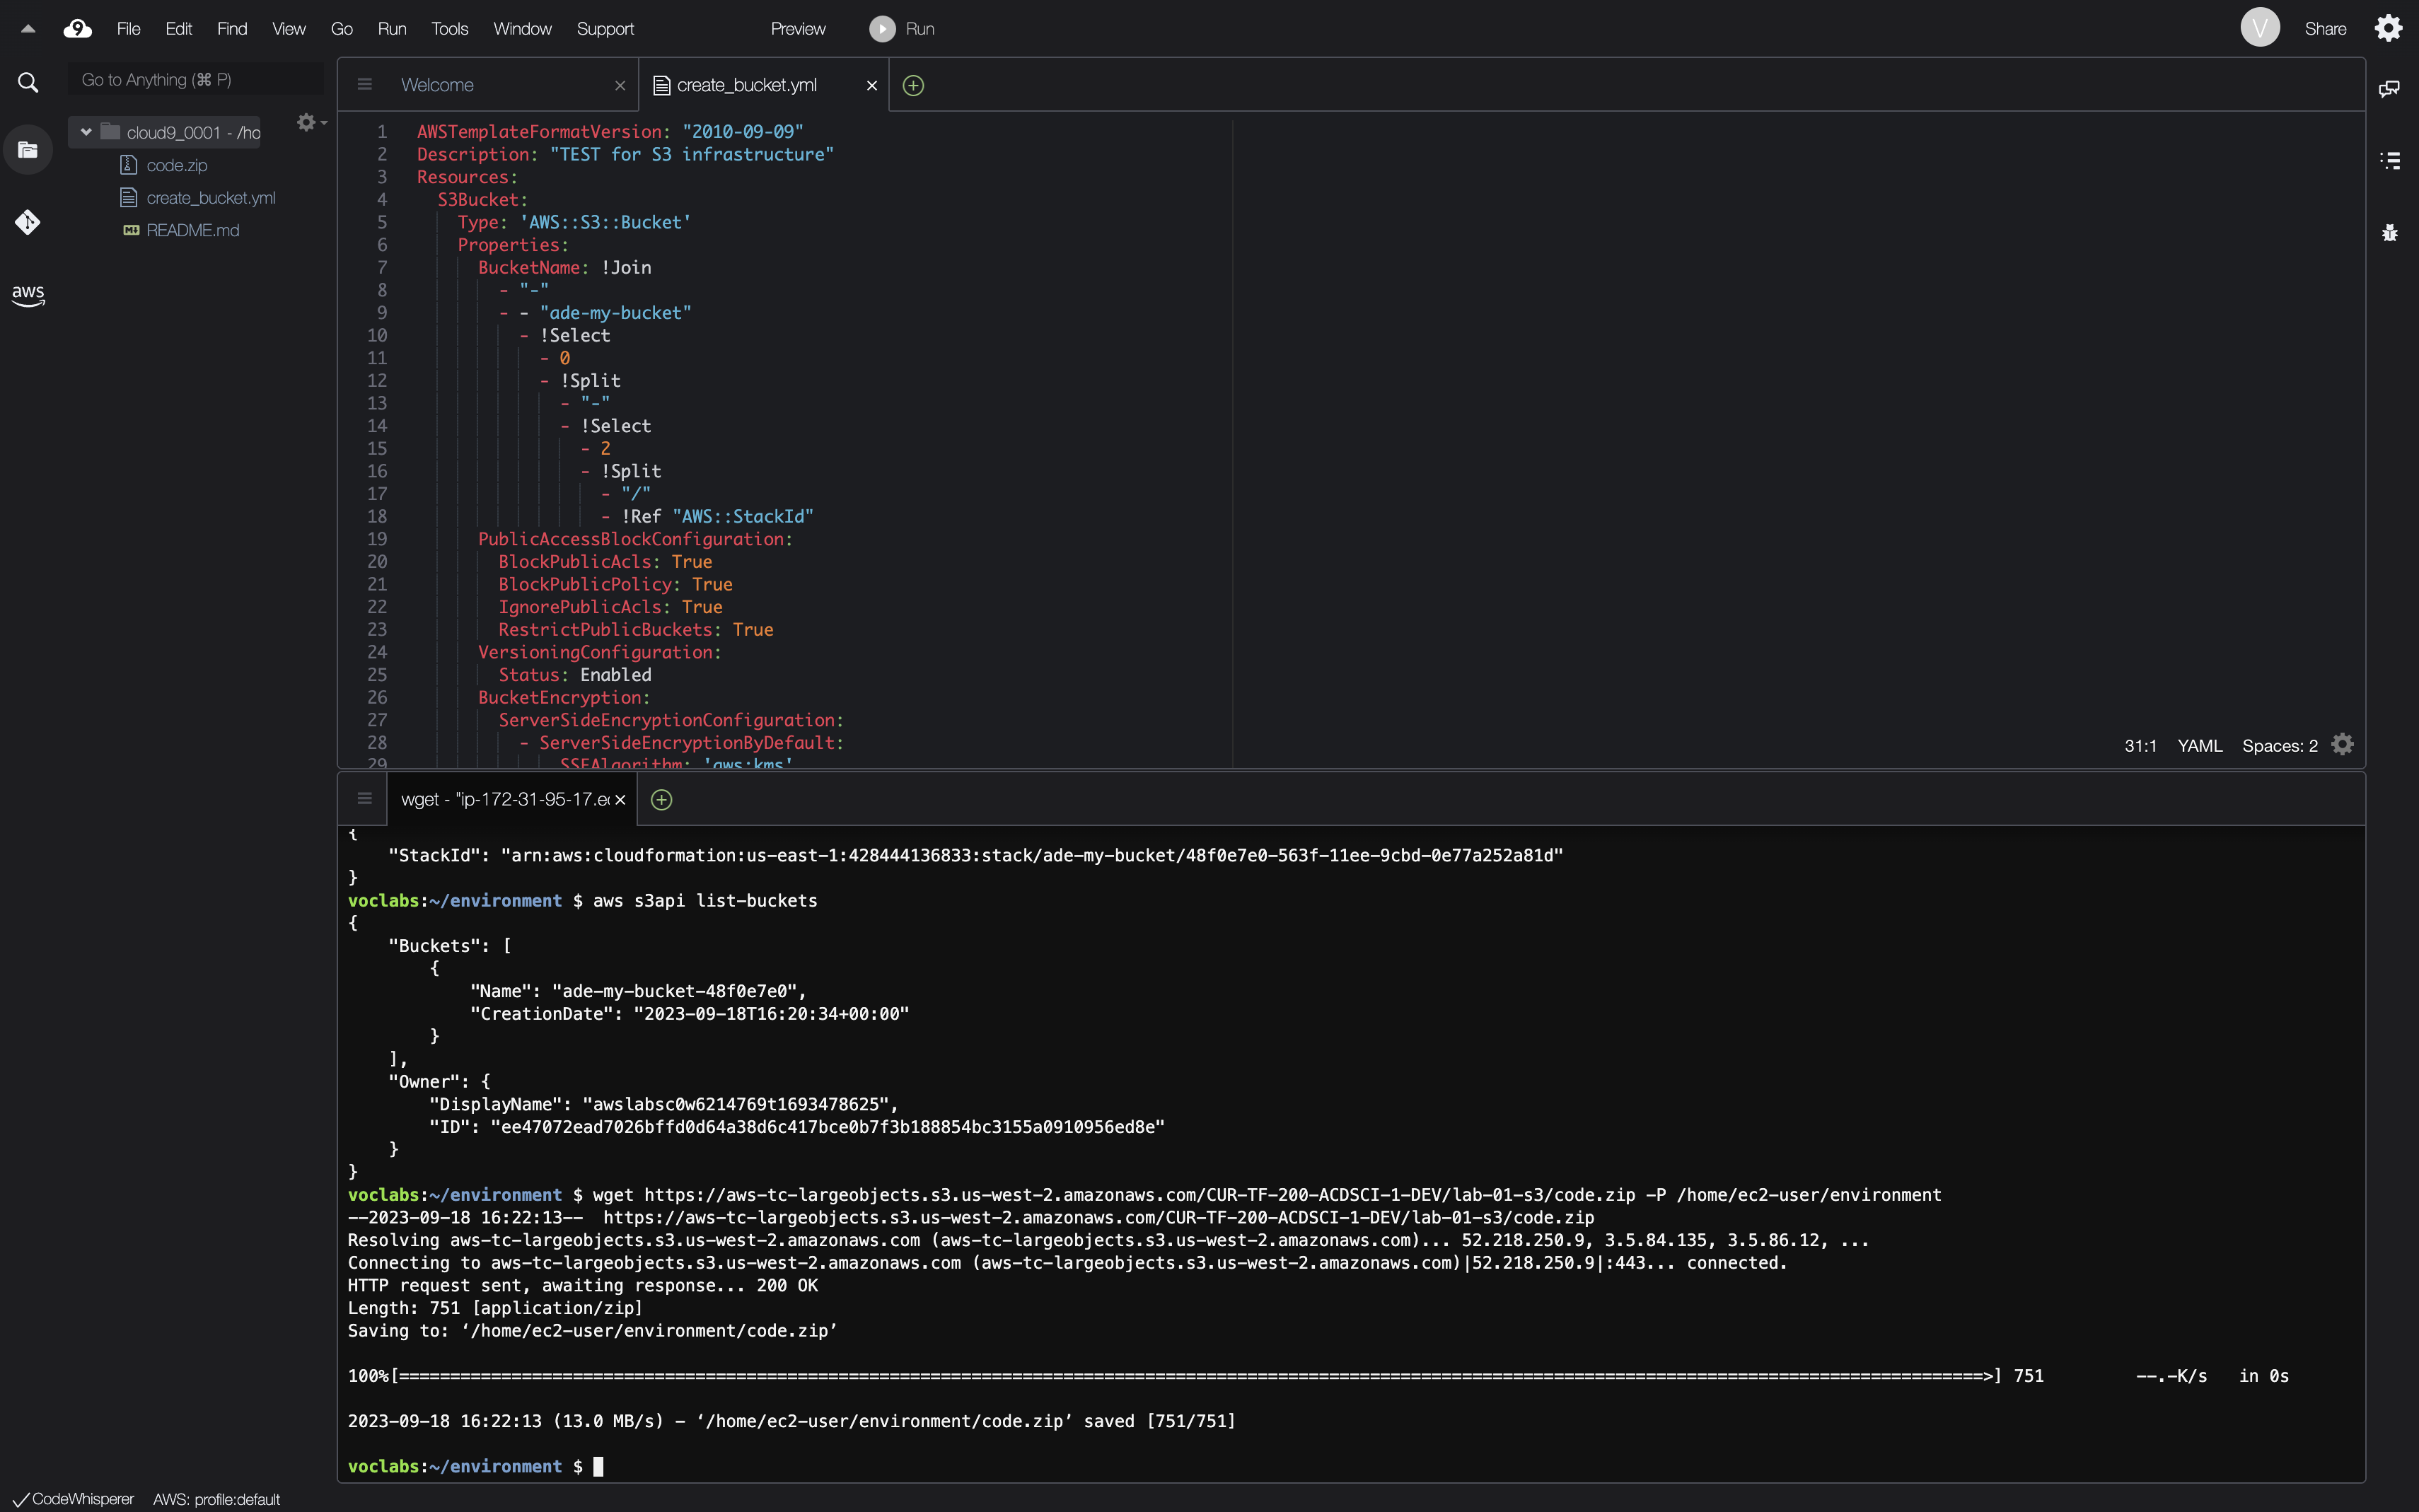 File Edit Find View Go Run Tools Window Support Preview Run V Share
Go to Anything (⌘ P)
cloud9_0001 - /ho
code.zip
create_bucket.yml
README.md
aws
Welcome
create_bucket.yml
1 AWSTemplateFormatVersion: "2010-09-09"
2 Description: "TEST for S3 infrastructure"
3 Resources:
4 S3Bucket:
5 Type: 'AWS::S3::Bucket'
6 Properties:
7 BucketName: !Join
8 - "-"
9 - - "ade-my-bucket"
10 - !Select
11 - 0
12 - !Split
13 - "-"
14 - !Select
15 - 2
16 - !Split
17 - "/"
18 - !Ref "AWS::StackId"
19 PublicAccessBlockConfiguration:
20 BlockPublicAcls: True
21 BlockPublicPolicy: True
22 IgnorePublicAcls: True
23 RestrictPublicBuckets: True
24 VersioningConfiguration:
25 Status: Enabled
26 BucketEncryption:
27 ServerSideEncryptionConfiguration:
28 - ServerSideEncryptionByDefault:
29 SSEAlgorithm: 'aws:kms'
31:1 YAML Spaces: 2
wget - "ip-172-31-95-17.ec
{
"StackId": "arn:aws:cloudformation:us-east-1:428444136833:stack/ade-my-bucket/48f0e7e0-563f-11ee-9cbd-0e77a252a81d"
}
voclabs:~/environment $ aws s3api list-buckets
{
"Buckets": [
{
"Name": "ade-my-bucket-48f0e7e0",
"CreationDate": "2023-09-18T16:20:34+00:00"
}
],
"Owner": {
"DisplayName": "awslabsc0w6214769t1693478625",
"ID": "ee47072ead7026bffd0d64a38d6c417bce0b7f3b188854bc3155a0910956ed8e"
}
}
voclabs:~/environment $ wget https://aws-tc-largeobjects.s3.us-west-2.amazonaws.com/CUR-TF-200-ACDSCI-1-DEV/lab-01-s3/code.zip -P /home/ec2-user/environment
--2023-09-18 16:22:13--  https://aws-tc-largeobjects.s3.us-west-2.amazonaws.com/CUR-TF-200-ACDSCI-1-DEV/lab-01-s3/code.zip
Resolving aws-tc-largeobjects.s3.us-west-2.amazonaws.com (aws-tc-largeobjects.s3.us-west-2.amazonaws.com)... 52.218.250.9, 3.5.84.135, 3.5.86.12, ...
Connecting to aws-tc-largeobjects.s3.us-west-2.amazonaws.com (aws-tc-largeobjects.s3.us-west-2.amazonaws.com)|52.218.250.9|:443... connected.
HTTP request sent, awaiting response... 200 OK
Length: 751 [application/zip]
Saving to: ‘/home/ec2-user/environment/code.zip’
100%[==========================================================================================================================================================>] 751 --.-K/s in 0s
2023-09-18 16:22:13 (13.0 MB/s) - ‘/home/ec2-user/environment/code.zip’ saved [751/751]
voclabs:~/environment $
CodeWhisperer AWS: profile:default